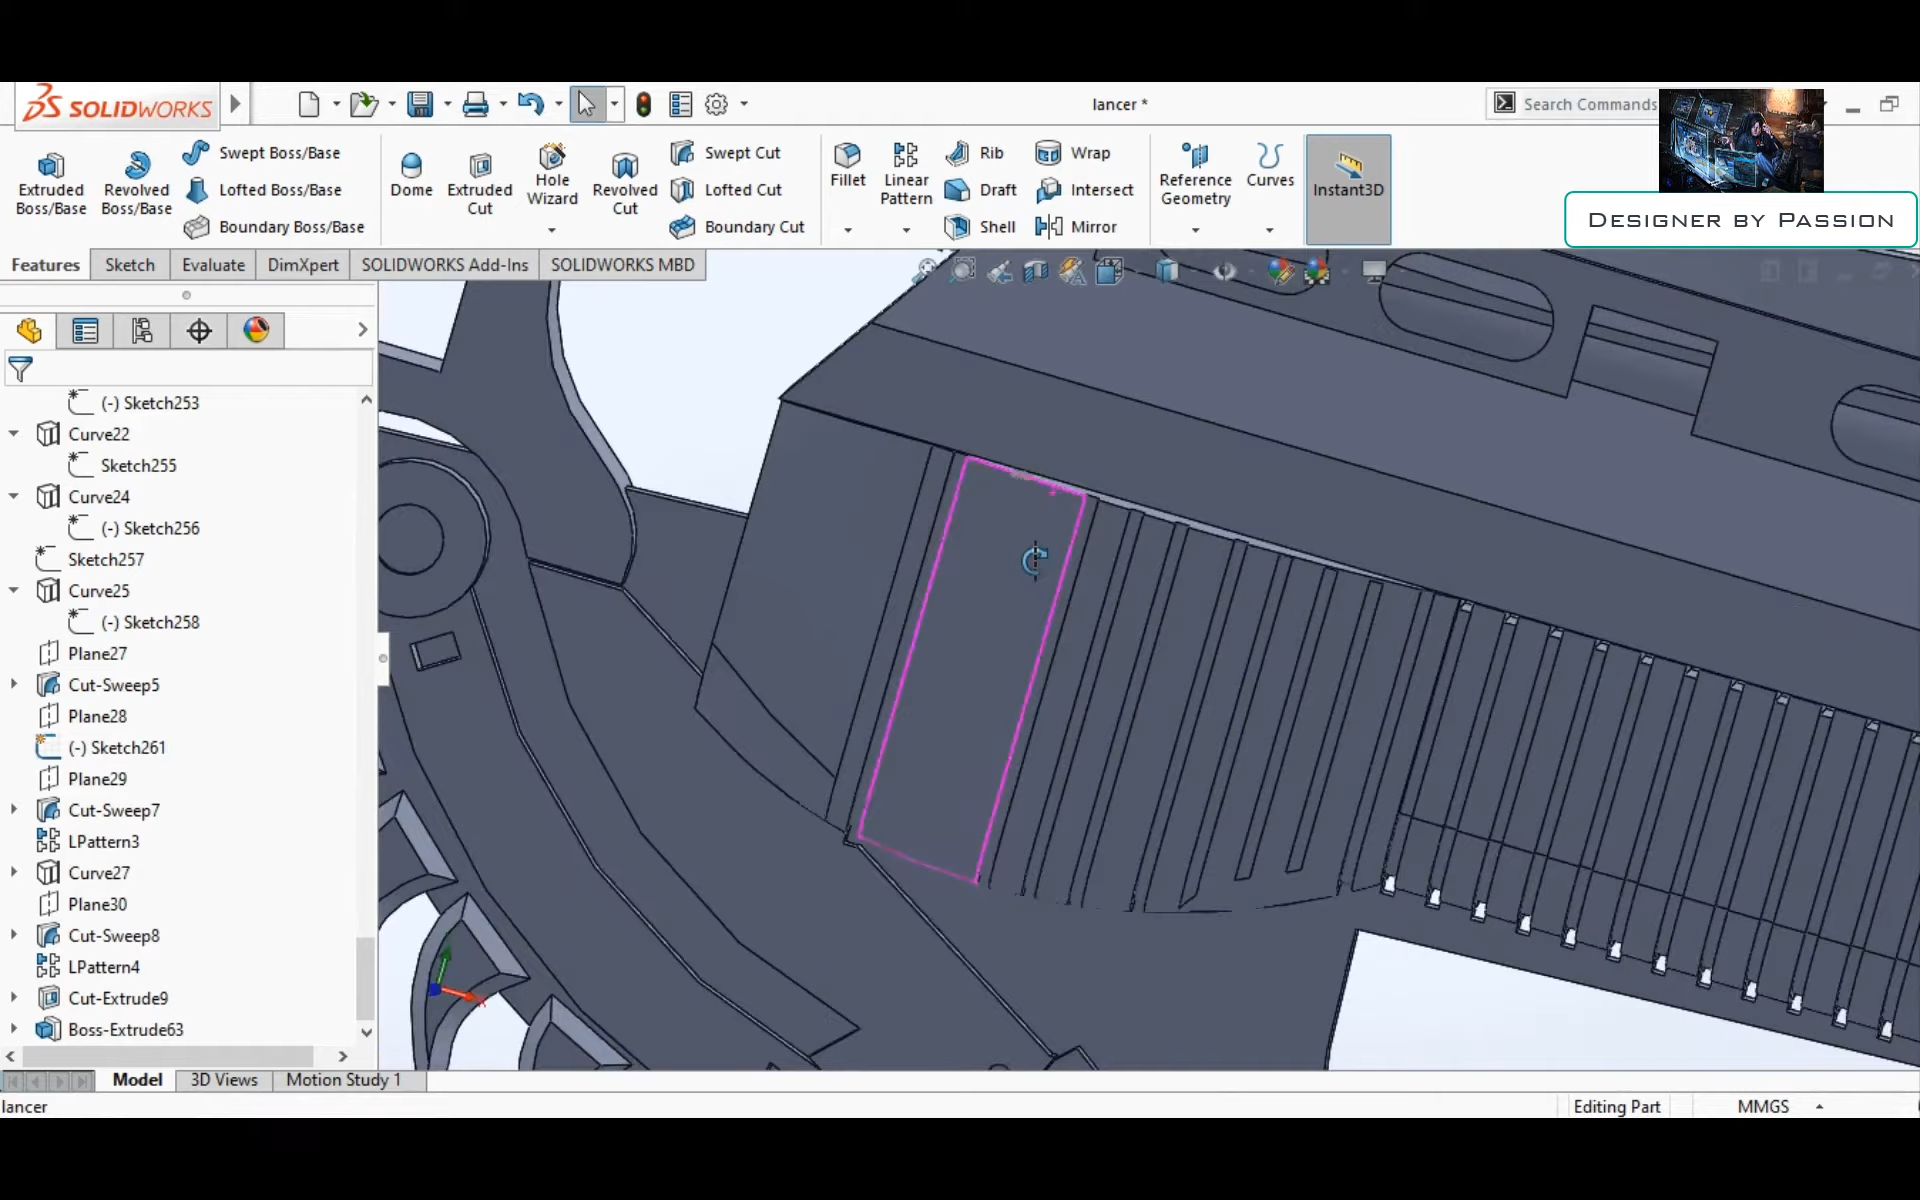 SOLIDWORKS
lancer *
Search Commands
DESIGNER BY PASSION
Extruded
Boss/Base
Revolved
Boss/Base
Swept Boss/Base
Lofted Boss/Base
Boundary Boss/Base
Dome
Extruded
Cut
Hole
Wizard
Revolved
Cut
Swept Cut
Lofted Cut
Boundary Cut
Fillet
Linear
Pattern
Rib
Draft
Shell
Wrap
Intersect
Mirror
Reference
Geometry
Curves
Instant3D
Features
Sketch
Evaluate
DimXpert
SOLIDWORKS Add-Ins
SOLIDWORKS MBD
(-) Sketch253
Curve22
Sketch255
Curve24
(-) Sketch256
Sketch257
Curve25
(-) Sketch258
Plane27
Cut-Sweep5
Plane28
(-) Sketch261
Plane29
Cut-Sweep7
LPattern3
Curve27
Plane30
Cut-Sweep8
LPattern4
Cut-Extrude9
Boss-Extrude63
Model
3D Views
Motion Study 1
lancer
Editing Part
MMGS